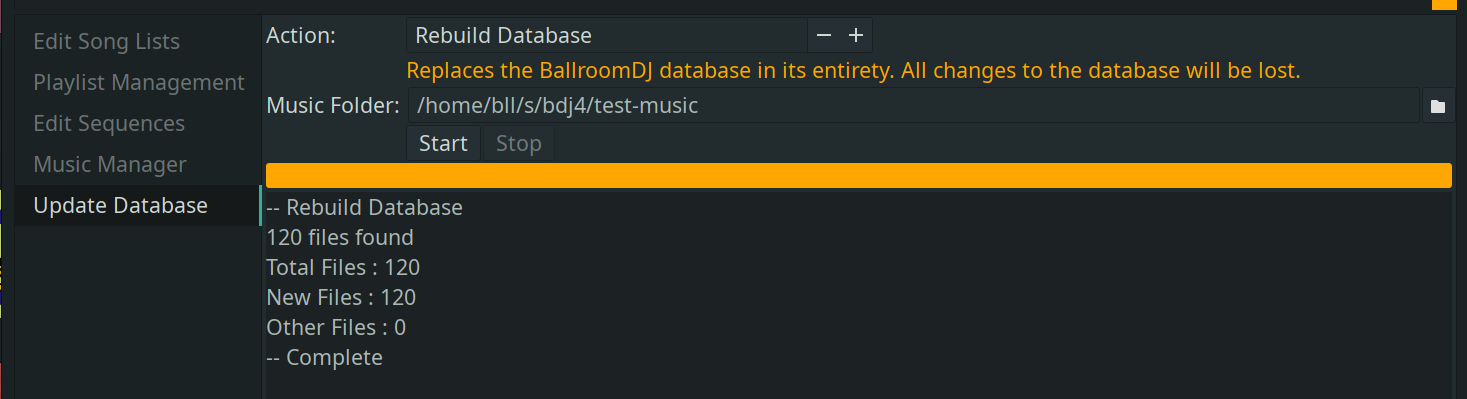 Edit Song Lists
Playlist Management
Edit Sequences
Music Manager
Update Database
Action: Rebuild Database − +
Replaces the BallroomDJ database in its entirety. All changes to the database will be lost.
Music Folder: /home/bll/s/bdj4/test-music
Start Stop
-- Rebuild Database
120 files found
Total Files : 120
New Files : 120
Other Files : 0
-- Complete